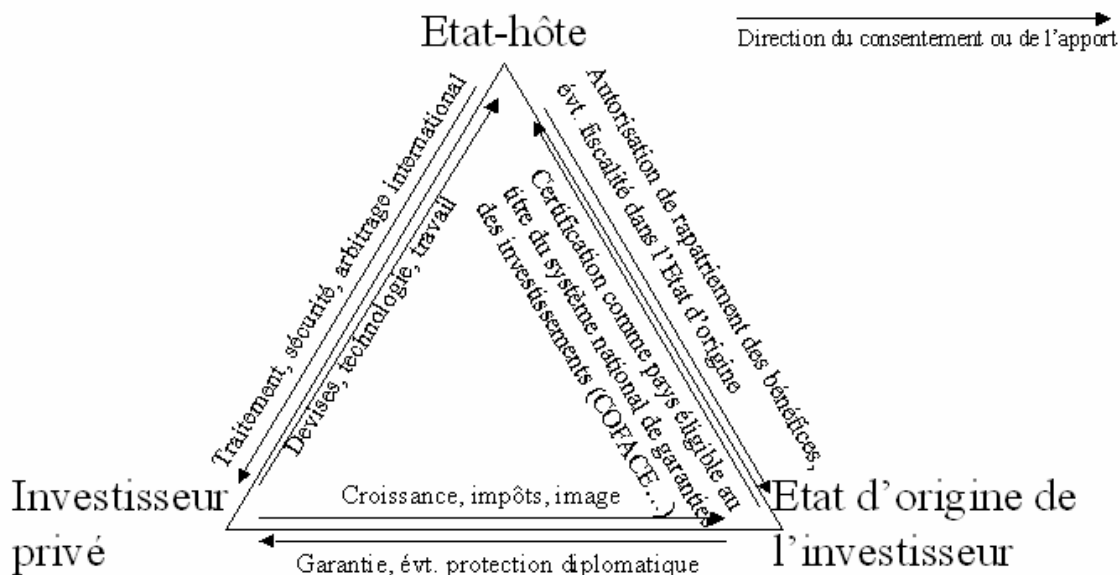 Etat-hôte
Direction du consentement ou de l'apport
Traitement, sécurité, arbitrage international
Devises, technologie, travail
Autorisation de rapatriement des bénéfices,
évt. fiscalité dans l'Etat d'origine
Certification comme pays éligible au
titre du système national de garanties
des investissements (COFACE...)
Investisseur
privé
Croissance, impôts, image
Garantie, évt. protection diplomatique
Etat d'origine de
l'investisseur